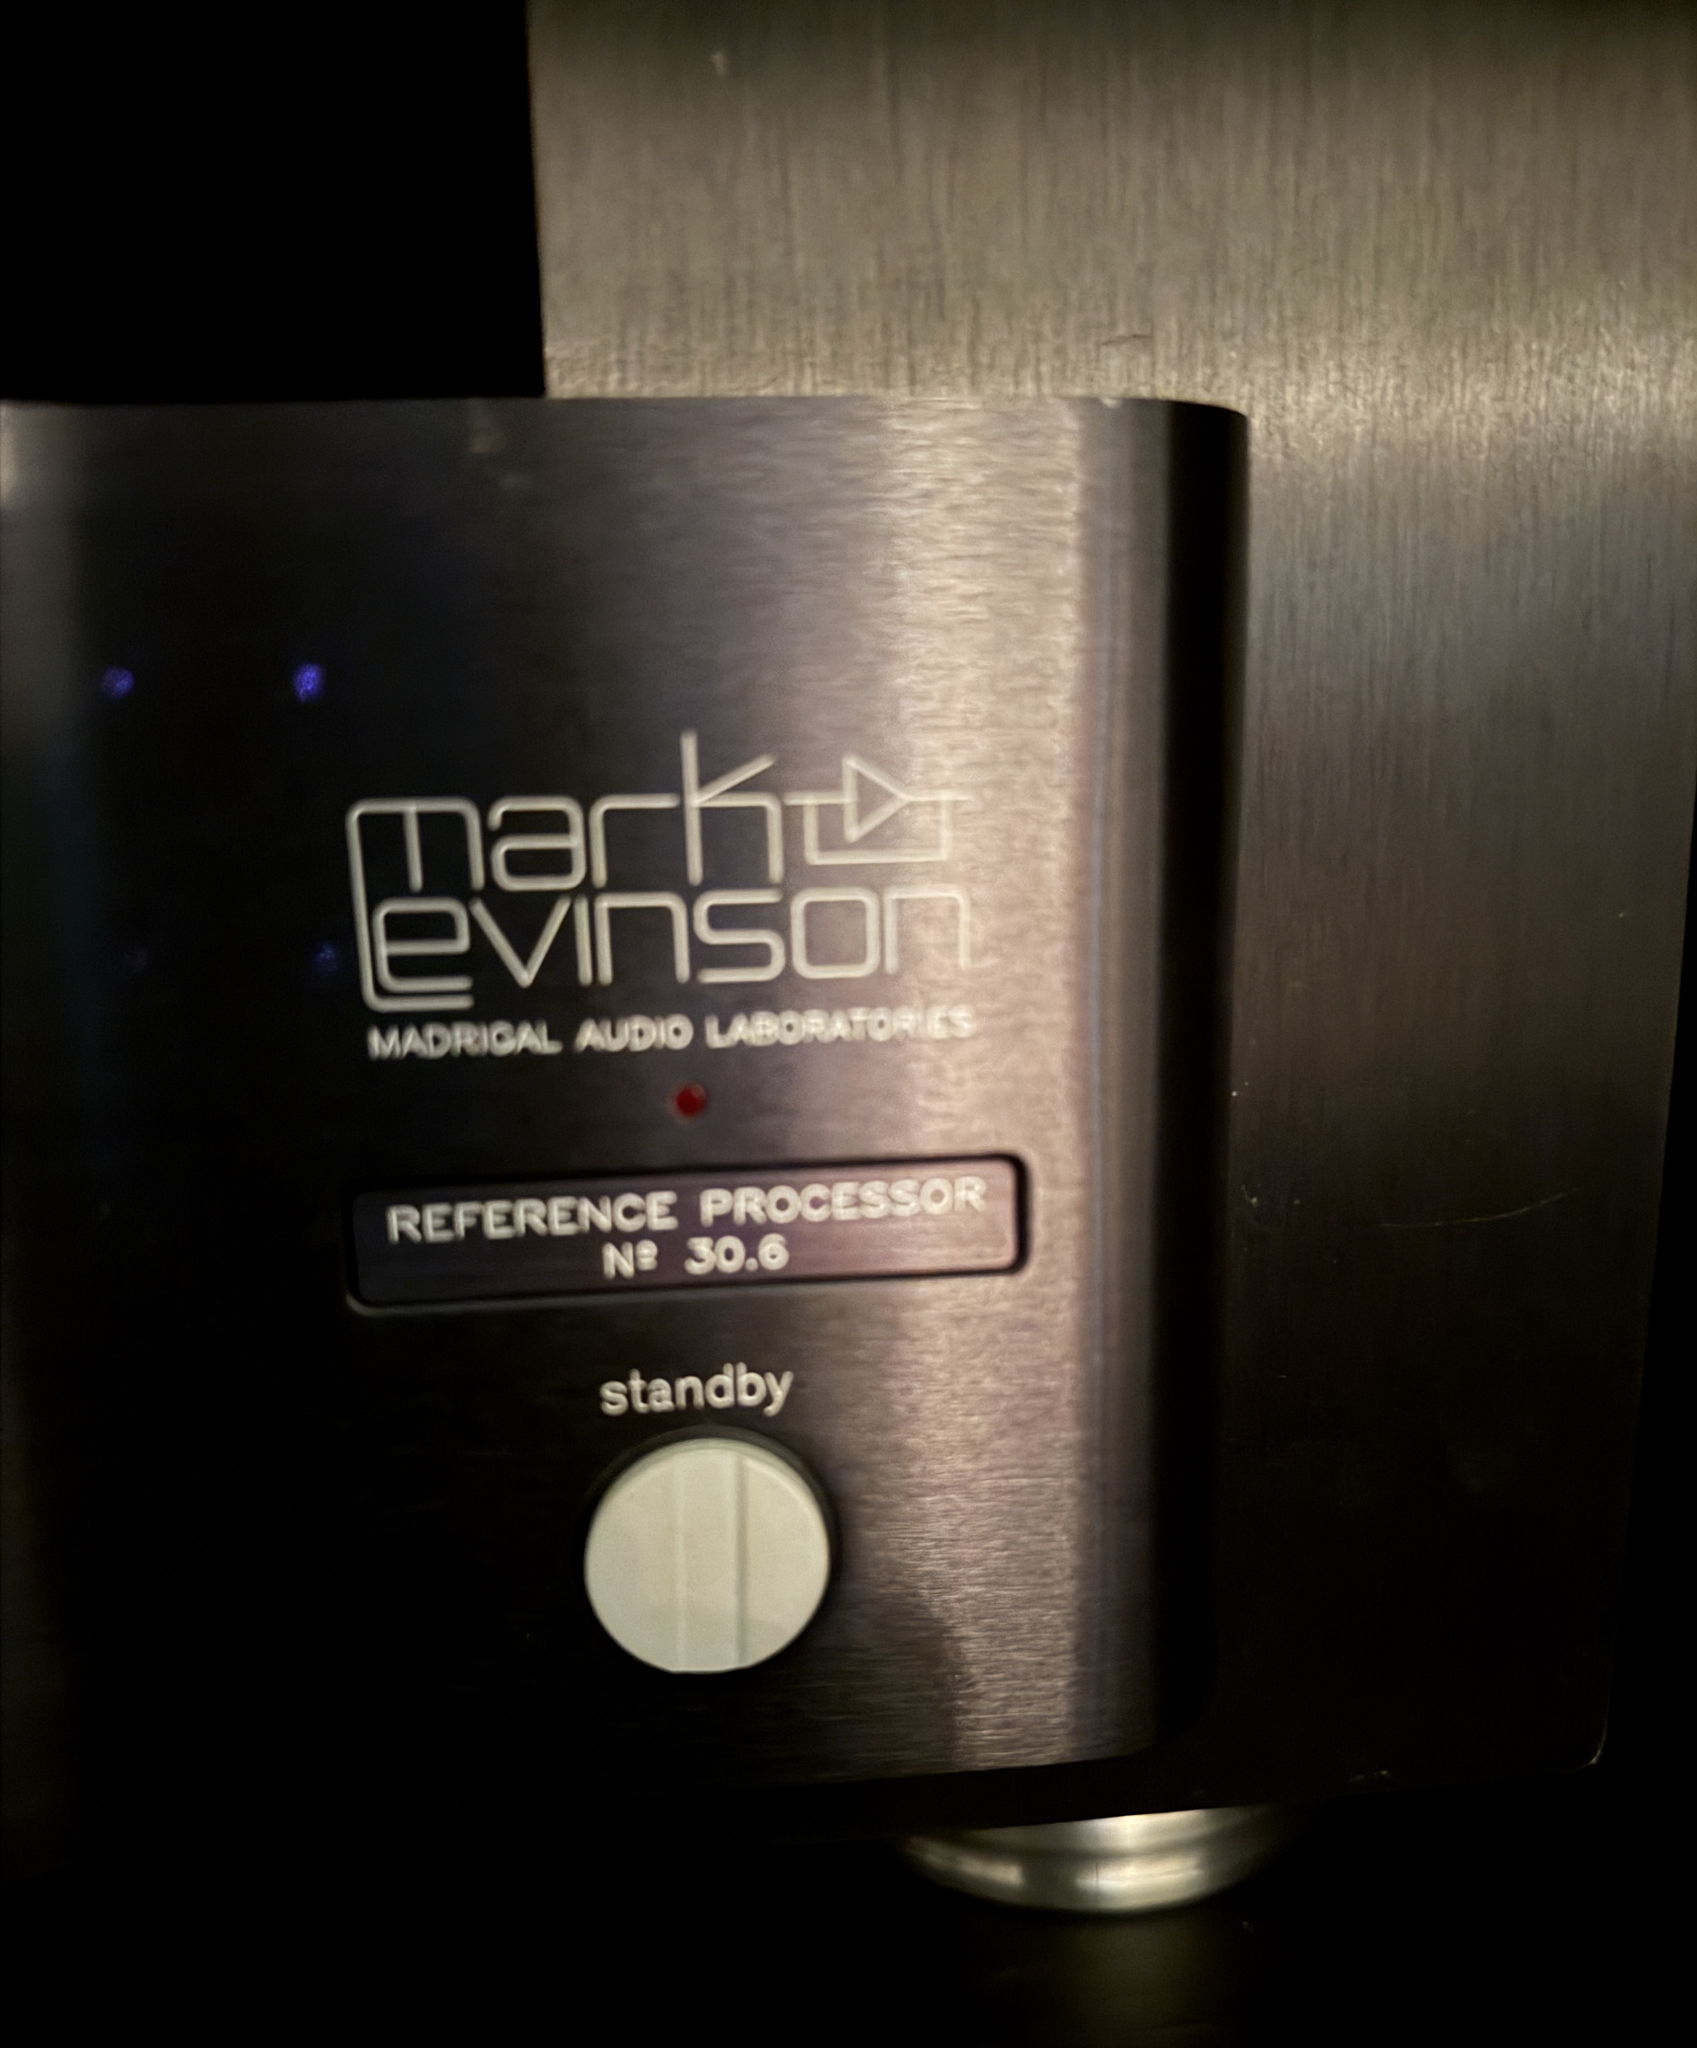 mark
levinson
MADRIGAL AUDIO LABORATORIES
REFERENCE PROCESSOR
Nº 30.6
standby